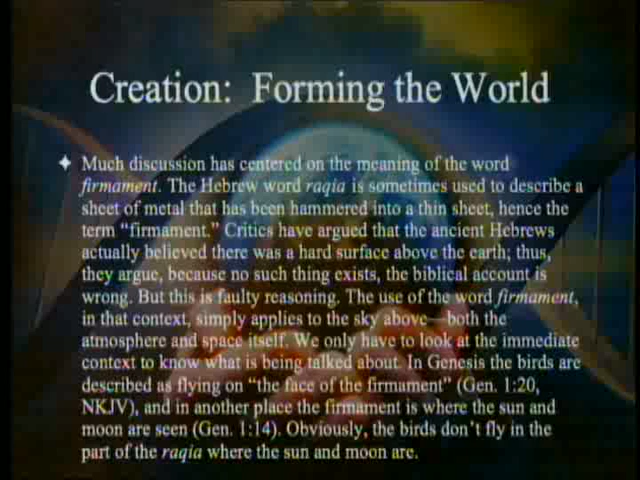 Creation: Forming the World
Much discussion has centered on the meaning of the word
firmament. The Hebrew word raqia is sometimes used to describe a
sheet of metal that has been hammered into a thin sheet, hence the
term “firmament.” Critics have argued that the ancient Hebrews
actually believed there was a hard surface above the earth; thus,
they argue, because no such thing exists, the biblical account is
wrong. But this is faulty reasoning. The use of the word firmament,
in that context, simply applies to the sky above—both the
atmosphere and space itself. We only have to look at the immediate
context to know what is being talked about. In Genesis the birds are
described as flying on “the face of the firmament” (Gen. 1:20,
NKJV), and in another place the firmament is where the sun and
moon are seen (Gen. 1:14). Obviously, the birds don’t fly in the
part of the raqia where the sun and moon are.